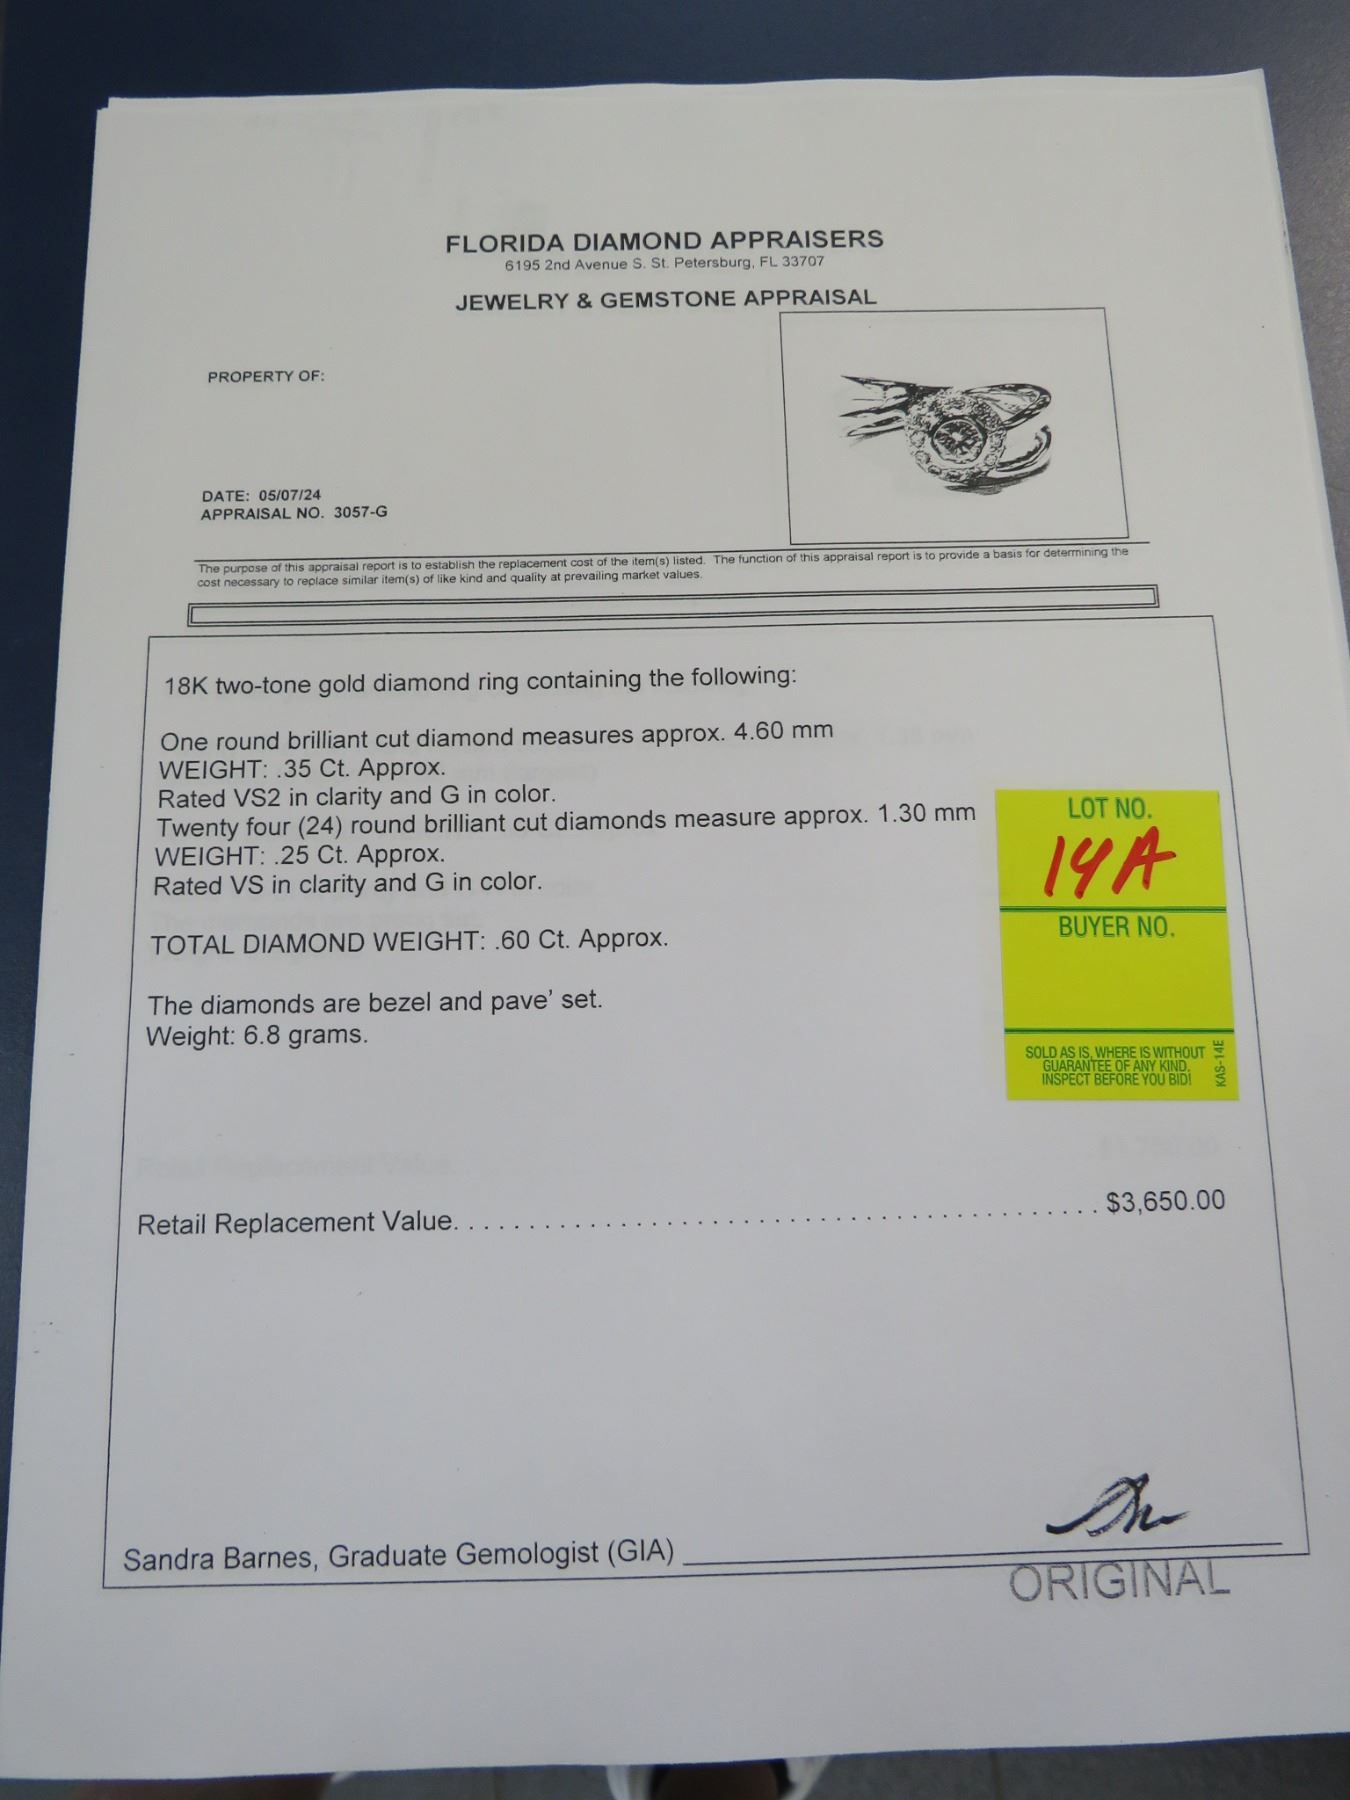 FLORIDA DIAMOND APPRAISERS
6195 2nd Avenue S. St. Petersburg, FL 33707
JEWELRY & GEMSTONE APPRAISAL
PROPERTY OF:
DATE: 05/07/24
APPRAISAL NO. 3057-G
The purpose of this appraisal report is to establish the replacement cost of the item(s) listed. The function of this appraisal report is to provide a basis for determining the
cost necessary to replace similar item(s) of like kind and quality at prevailing market values.
18K two-tone gold diamond ring containing the following:
One round brilliant cut diamond measures approx. 4.60 mm
WEIGHT: .35 Ct. Approx.
Rated VS2 in clarity and G in color.
Twenty four (24) round brilliant cut diamonds measure approx. 1.30 mm
WEIGHT: .25 Ct. Approx.
Rated VS in clarity and G in color.
TOTAL DIAMOND WEIGHT: .60 Ct. Approx.
The diamonds are bezel and pave' set.
Weight: 6.8 grams.
LOT NO.
14A
BUYER NO.
SOLD AS IS, WHERE IS WITHOUT
GUARANTEE OF ANY KIND.
INSPECT BEFORE YOU BID!
KAS-14E
Retail Replacement Value. . . . . . . . . . . . . . . . . . . . . . . . . . . . . . . . . . . . . . . . . . . $3,650.00
Sandra Barnes, Graduate Gemologist (GIA)
ORIGINAL